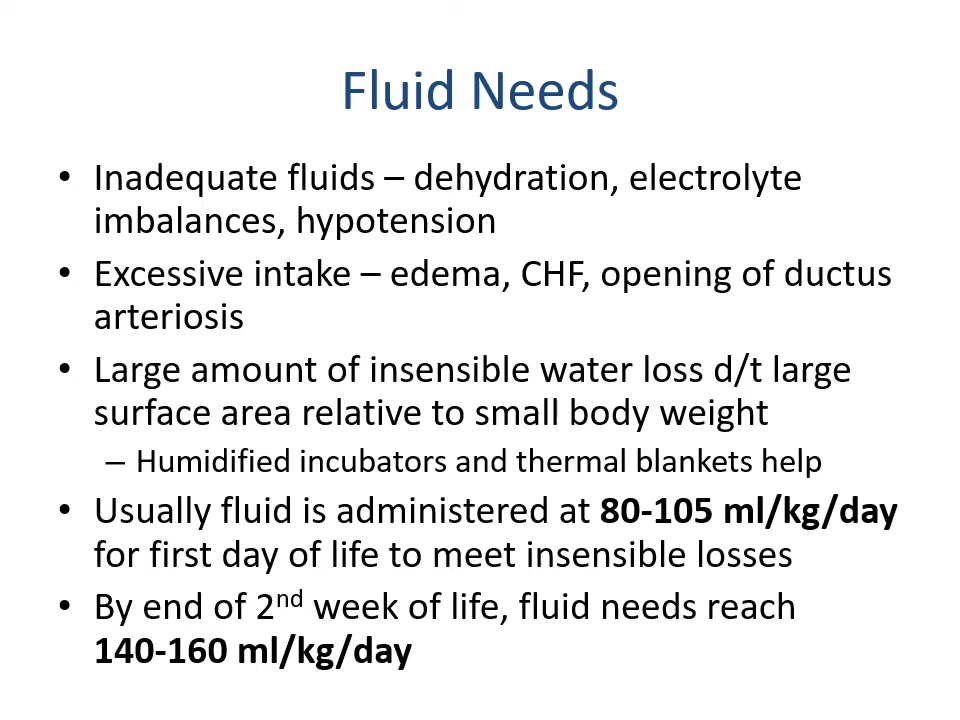 Fluid Needs
• Inadequate fluids – dehydration, electrolyte
imbalances, hypotension
• Excessive intake – edema, CHF, opening of ductus
arteriosis
• Large amount of insensible water loss d/t large
surface area relative to small body weight
– Humidified incubators and thermal blankets help
• Usually fluid is administered at 80-105 ml/kg/day
for first day of life to meet insensible losses
• By end of 2nd week of life, fluid needs reach
140-160 ml/kg/day